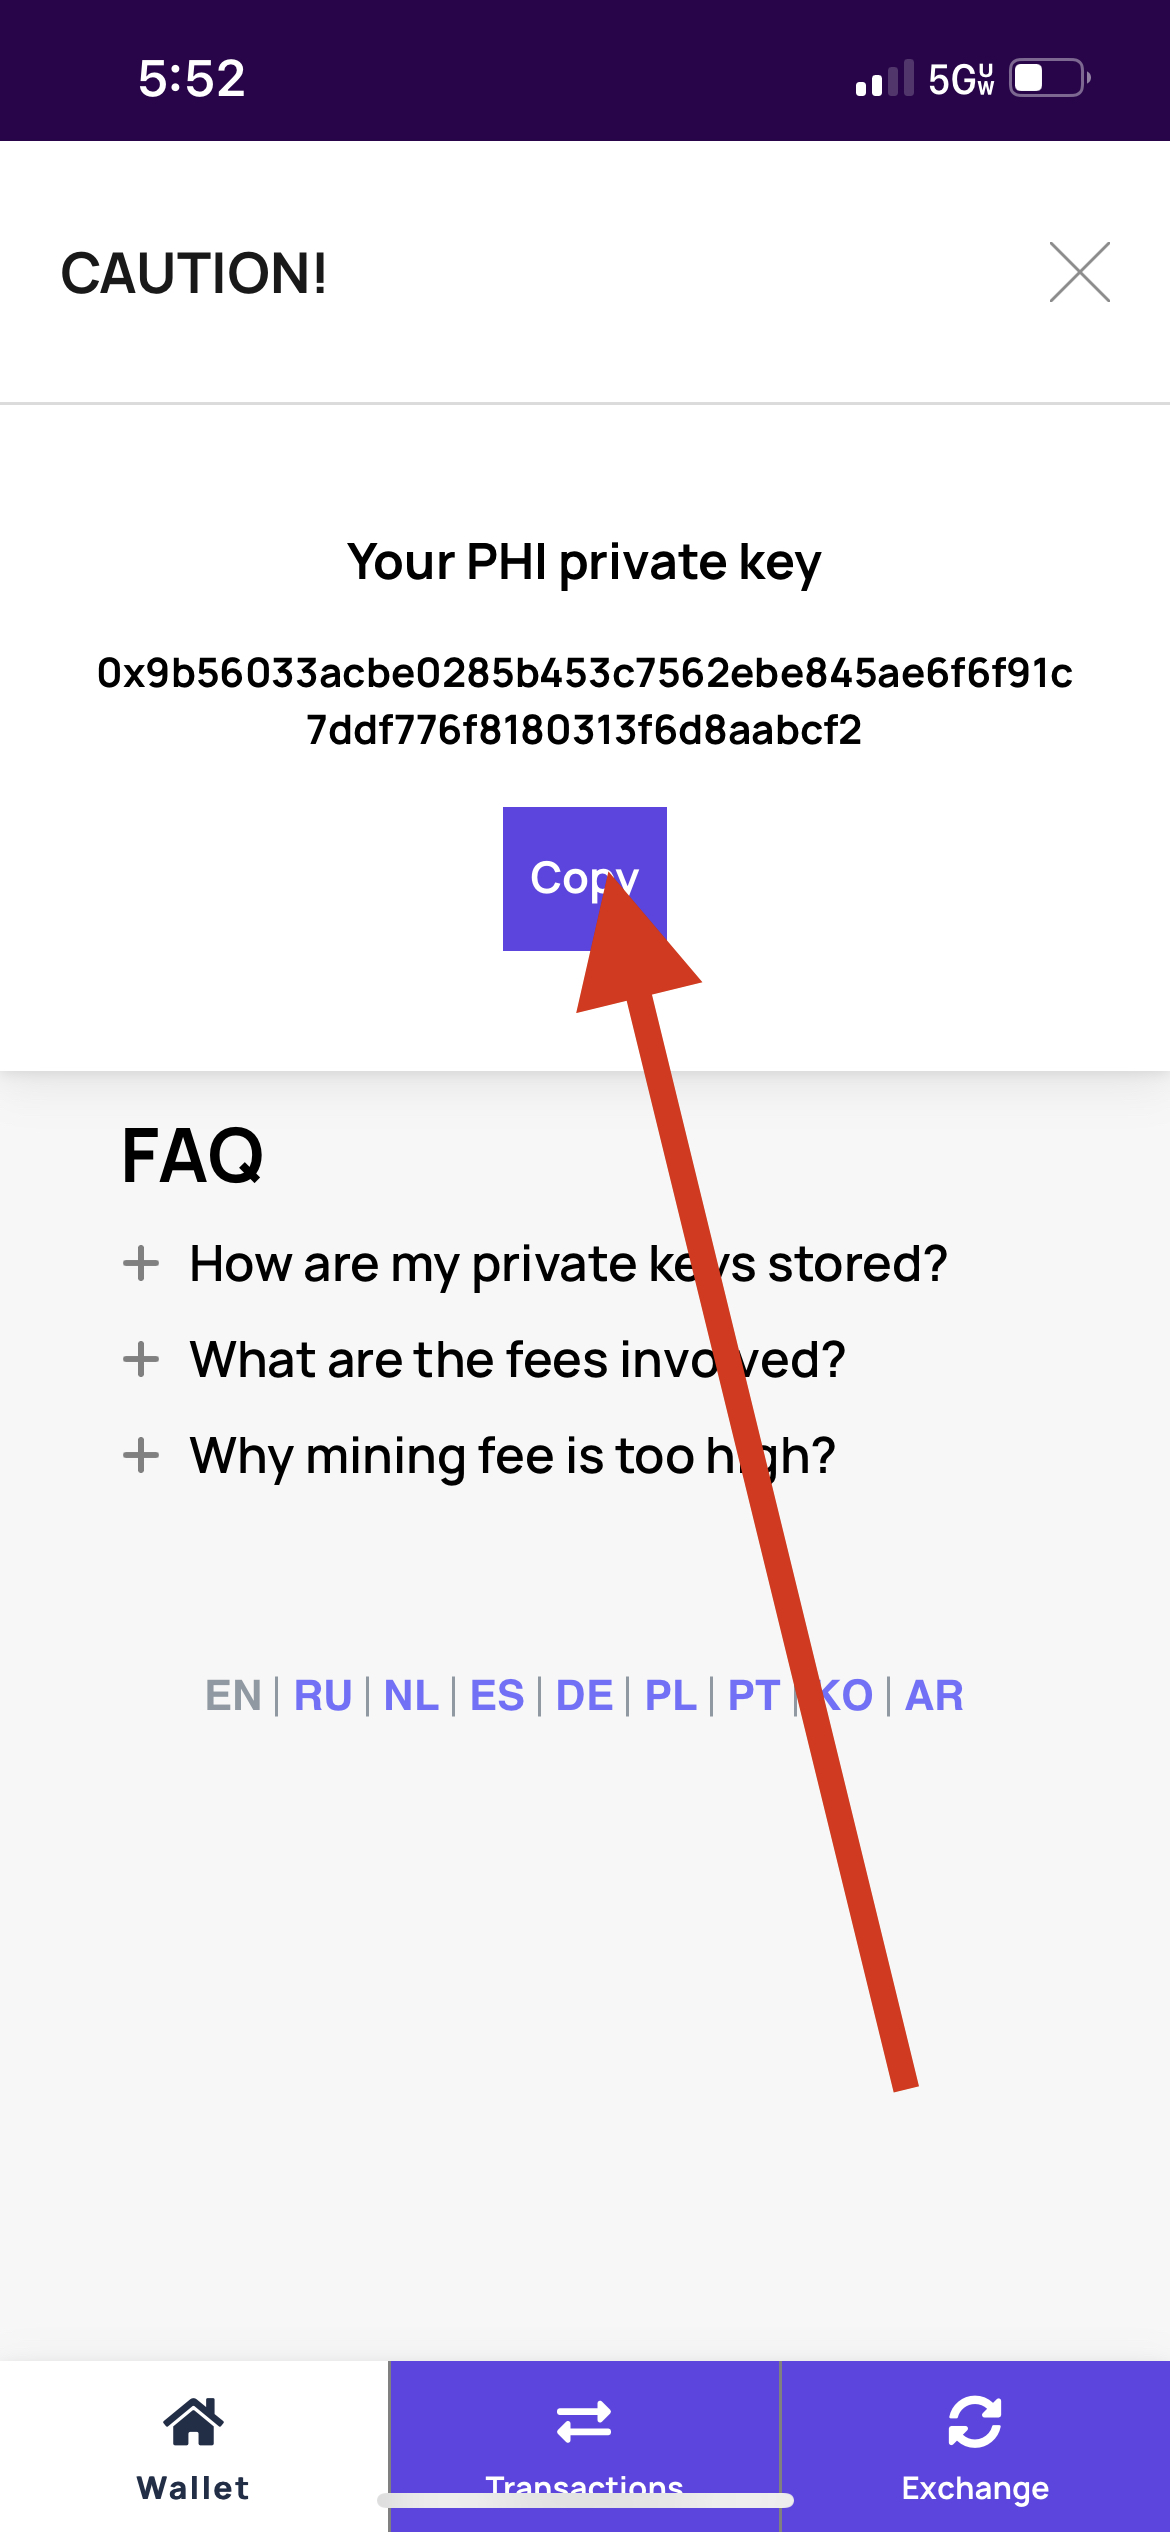 5:52
5G UW
CAUTION!
Your PHI private key
0x9b56033acbe0285b453c7562ebe845ae6f6f91c
7ddf776f8180313f6d8aabcf2
Copy
FAQ
+ How are my private keys stored?
+ What are the fees involved?
+ Why mining fee is too high?
EN | RU | NL | ES | DE | PL | PT | KO | AR
Wallet
Transactions
Exchange